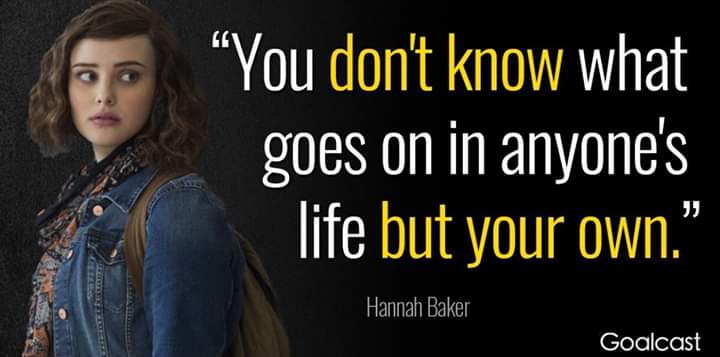 “You don't know what
goes on in anyone's
life but your own.”
Hannah Baker
Goalcast